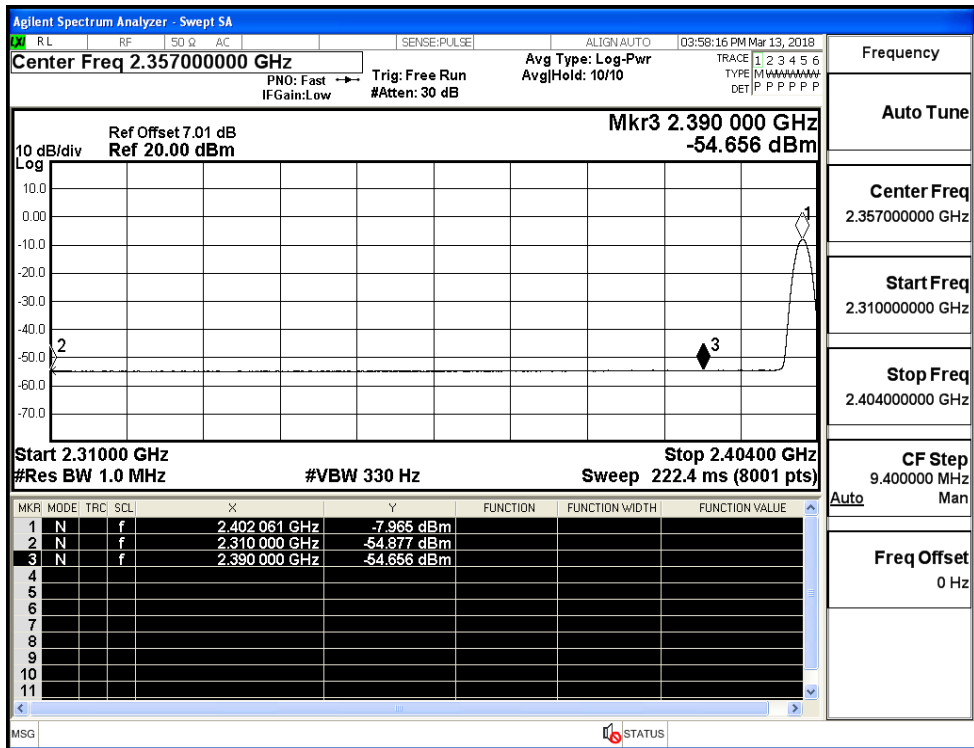 Agilent Spectrum Analyzer - Swept SA
LXI RL RF 50 Ω AC SENSE:PULSE ALIGN AUTO 03:58:16 PM Mar 13, 2018
Center Freq 2.357000000 GHz
PNO: Fast
IFGain:Low
Trig: Free Run
#Atten: 30 dB
Avg Type: Log-Pwr
Avg|Hold: 10/10
TRACE 1 2 3 4 5 6
TYPE M W W W W W
DET P P P P P P
Mkr3 2.390 000 GHz
-54.656 dBm
Ref Offset 7.01 dB
10 dB/div Ref 20.00 dBm
Log
10.0
0.00
-10.0
-20.0
-30.0
-40.0
-50.0
-60.0
-70.0
1
2
3
Start 2.31000 GHz Stop 2.40400 GHz
#Res BW 1.0 MHz #VBW 330 Hz Sweep 222.4 ms (8001 pts)
MKR MODE TRC SCL X Y FUNCTION FUNCTION WIDTH FUNCTION VALUE
1 N f 2.402 061 GHz -7.965 dBm
2 N f 2.310 000 GHz -54.877 dBm
3 N f 2.390 000 GHz -54.656 dBm
4
5
6
7
8
9
10
11
MSG STATUS
Frequency
Auto Tune
Center Freq
2.357000000 GHz
Start Freq
2.310000000 GHz
Stop Freq
2.404000000 GHz
CF Step
9.400000 MHz
Auto Man
Freq Offset
0 Hz